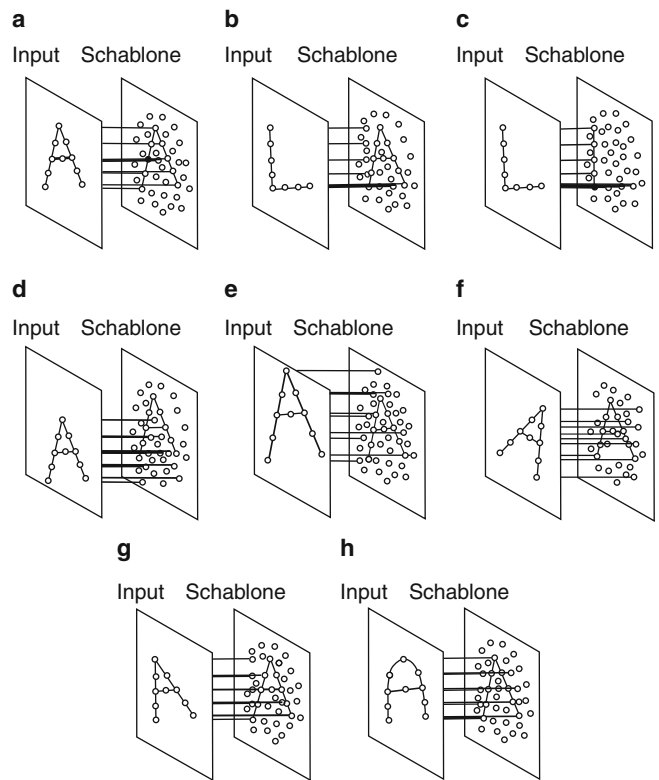 a b c
Input Schablone Input Schablone Input Schablone
d e f
Input Schablone Input Schablone Input Schablone
g h
Input Schablone Input Schablone